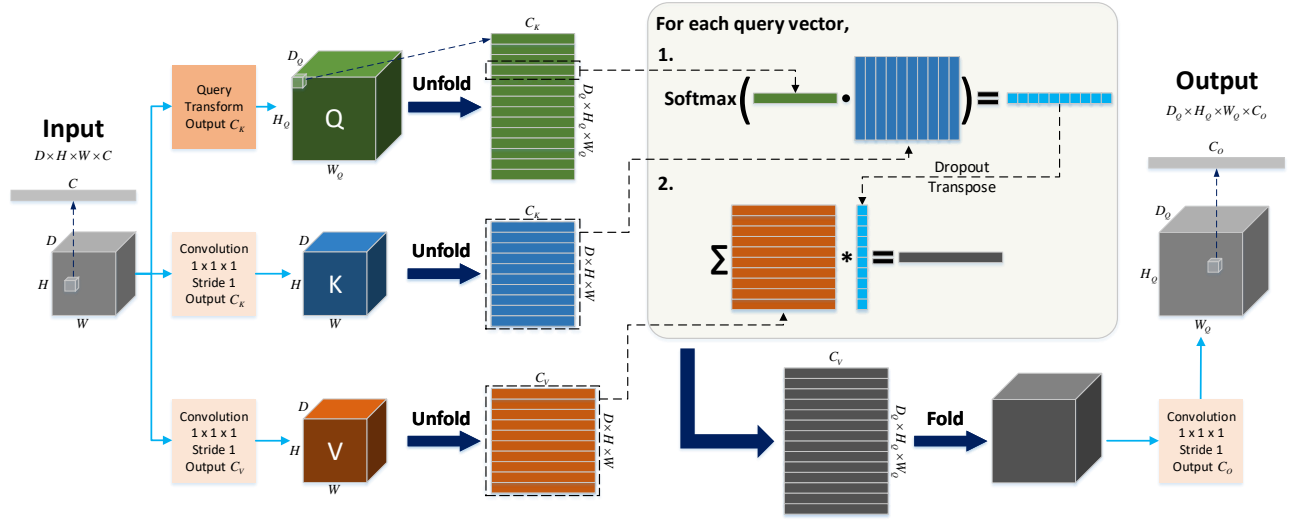 Input
D×H×W×C
C
D
H
W
Query
Transform
Output C_K
Convolution
1 x 1 x 1
Stride 1
Output C_K
Convolution
1 x 1 x 1
Stride 1
Output C_V
D_Q
H_Q
Q
W_Q
D
H
K
W
D
H
V
W
Unfold
Unfold
Unfold
C_K
D_Q×H_Q×W_Q
C_K
D×H×W
C_V
D×H×W
For each query vector,
1.
Softmax( • ) =
Dropout
Transpose
2.
Σ * =
C_V
D_Q×H_Q×W_Q
Fold
Convolution
1 x 1 x 1
Stride 1
Output C_O
Output
D_Q×H_Q×W_Q×C_O
C_O
D_Q
H_Q
W_Q